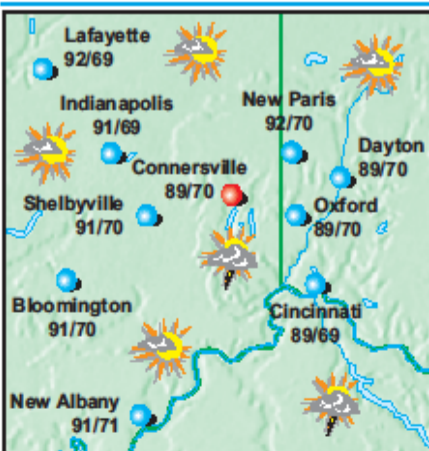 Lafayette
92/69
Indianapolis
91/69
New Paris
92/70
Dayton
89/70
Connersville
89/70
Shelbyville
91/70
Oxford
89/70
Bloomington
91/70
Cincinnati
89/69
New Albany
91/71